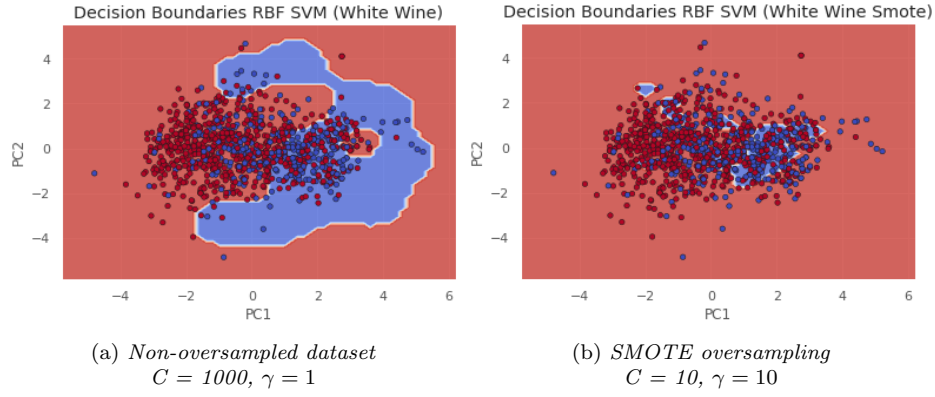 Decision Boundaries RBF SVM (White Wine)
PC2
4
2
0
−2
−4
−4
−2
0
2
4
6
PC1
(a) Non-oversampled dataset
C = 1000, γ = 1
Decision Boundaries RBF SVM (White Wine Smote)
PC2
4
2
0
−2
−4
−4
−2
0
2
4
6
PC1
(b) SMOTE oversampling
C = 10, γ = 10